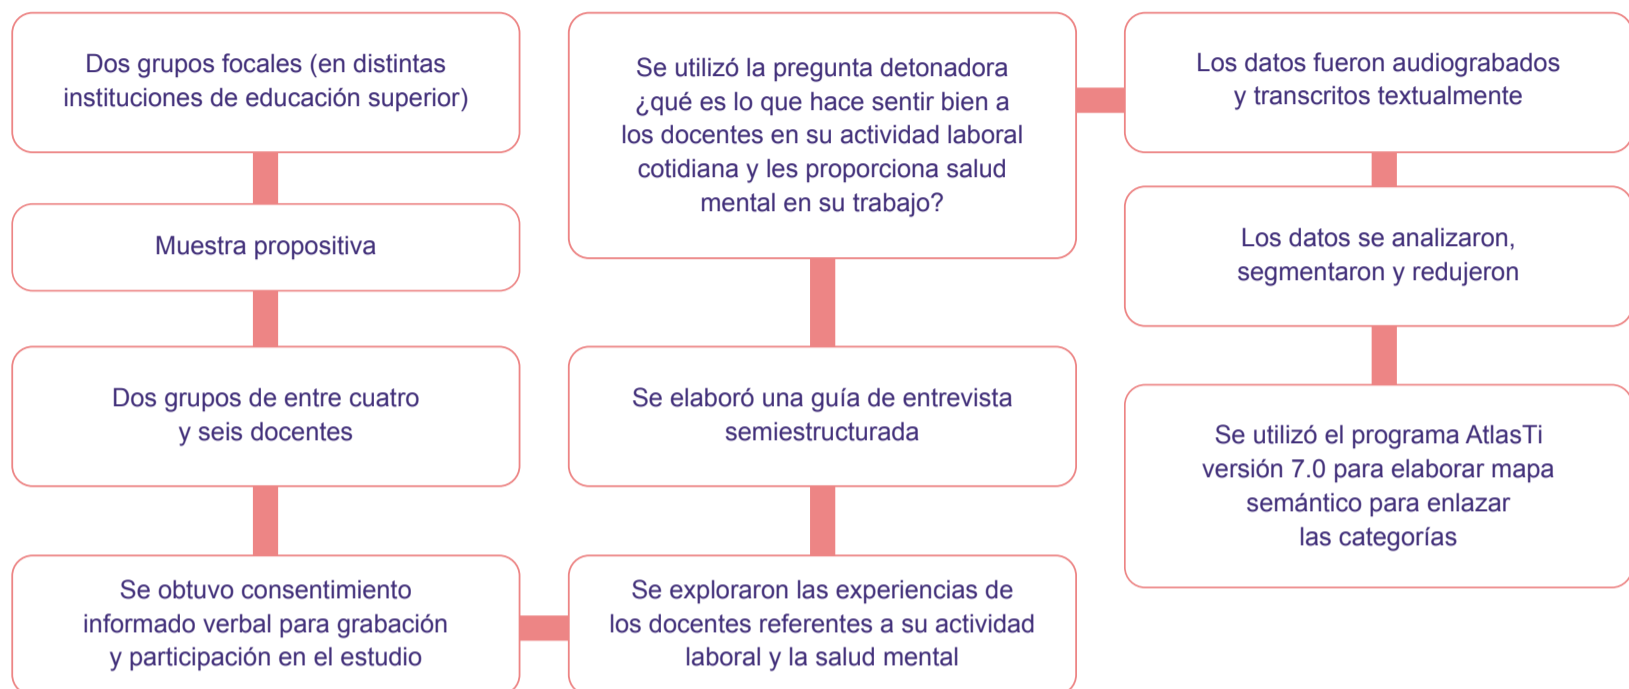 Dos grupos focales (en distintas
instituciones de educación superior)
Muestra propositiva
Dos grupos de entre cuatro
y seis docentes
Se obtuvo consentimiento
informado verbal para grabación
y participación en el estudio
Se exploraron las experiencias de
los docentes referentes a su actividad
laboral y la salud mental
Se elaboró una guía de entrevista
semiestructurada
Se utilizó la pregunta detonadora
¿qué es lo que hace sentir bien a
los docentes en su actividad laboral
cotidiana y les proporciona salud
mental en su trabajo?
Los datos fueron audiograbados
y transcritos textualmente
Los datos se analizaron,
segmentaron y redujeron
Se utilizó el programa AtlasTi
versión 7.0 para elaborar mapa
semántico para enlazar
las categorías